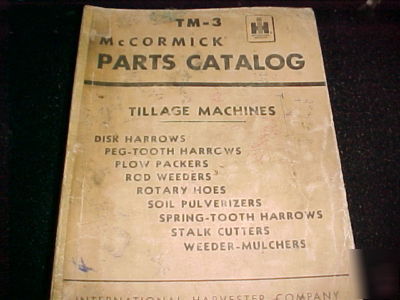 TM-3
IH
McCORMICK
PARTS CATALOG
TILLAGE MACHINES
DISK HARROWS
PEG-TOOTH HARROWS
PLOW PACKERS
ROD WEEDERS
ROTARY HOES
SOIL PULVERIZERS
SPRING-TOOTH HARROWS
STALK CUTTERS
WEEDER-MULCHERS
INTERNATIONAL HARVESTER COMPANY